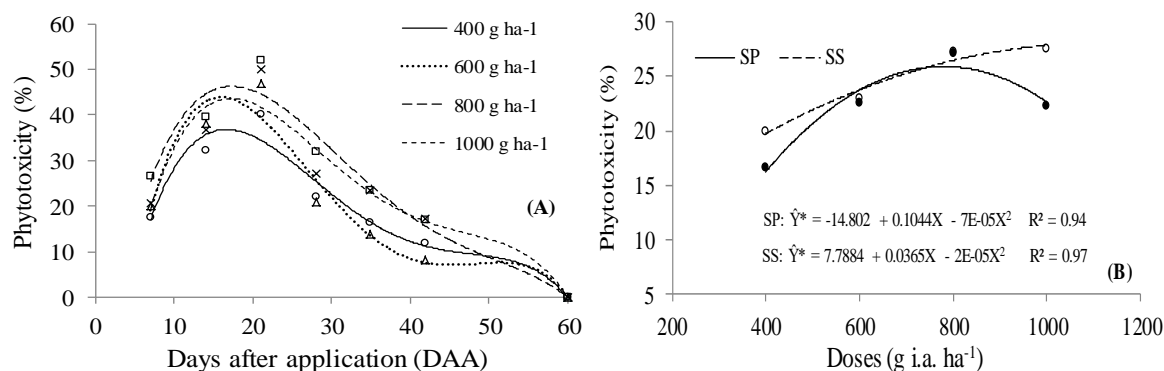 60
50
40
30
20
10
0
Phytotoxicity (%)
400 g ha-1
600 g ha-1
800 g ha-1
1000 g ha-1
(A)
0 10 20 30 40 50 60
Days after application (DAA)
30
25
20
15
10
5
Phytotoxicity (%)
SP SS
SP: Ŷ* = -14.802 + 0.1044X - 7E-05X² R² = 0.94
SS: Ŷ* = 7.7884 + 0.0365X - 2E-05X² R² = 0.97
(B)
200 400 600 800 1000 1200
Doses (g i.a. ha⁻¹)